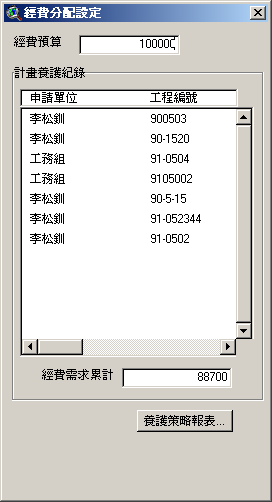 經費分配設定
經費預算 100000
計畫養護紀錄
申請單位 工程編號
李松釧 900503
李松釧 90-1520
工務組 91-0504
工務組 9105002
李松釧 90-5-15
李松釧 91-052344
李松釧 91-0502
經費需求累計 88700
養護策略報表...